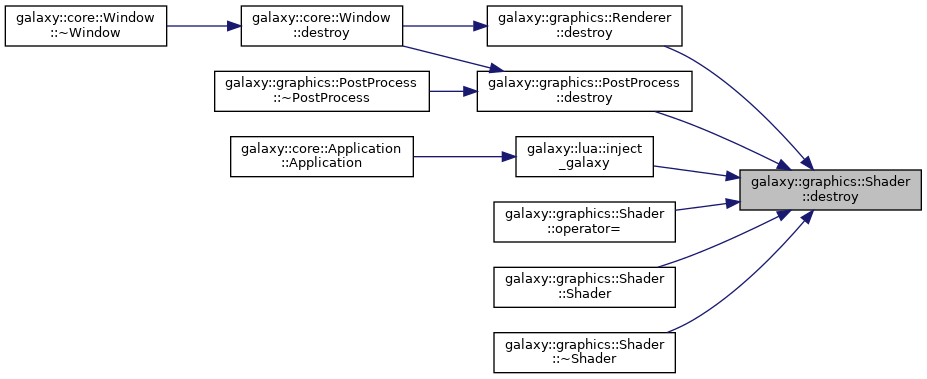 galaxy::core::Window
::~Window
galaxy::core::Window
::destroy
galaxy::graphics::Renderer
::destroy
galaxy::graphics::PostProcess
::~PostProcess
galaxy::graphics::PostProcess
::destroy
galaxy::core::Application
::Application
galaxy::lua::inject
_galaxy
galaxy::graphics::Shader
::destroy
galaxy::graphics::Shader
::operator=
galaxy::graphics::Shader
::Shader
galaxy::graphics::Shader
::~Shader